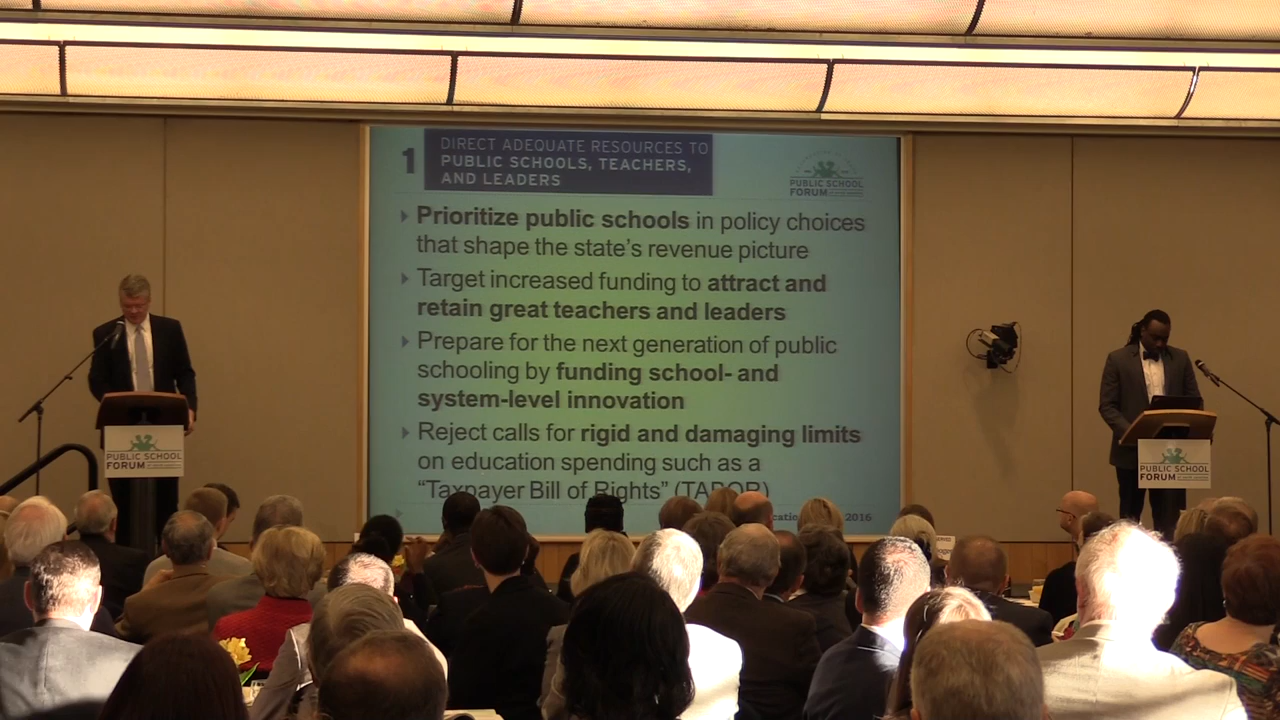 1
DIRECT ADEQUATE RESOURCES TO
PUBLIC SCHOOLS, TEACHERS,
AND LEADERS
PUBLIC SCHOOL
FORUM
Prioritize public schools in policy choices
that shape the state's revenue picture
Target increased funding to attract and
retain great teachers and leaders
Prepare for the next generation of public
schooling by funding school- and
system-level innovation
Reject calls for rigid and damaging limits
on education spending such as a
"Taxpayer Bill of Rights" (TABOR)
2016
PUBLIC SCHOOL
FORUM
PUBLIC SCHOOL
FORUM